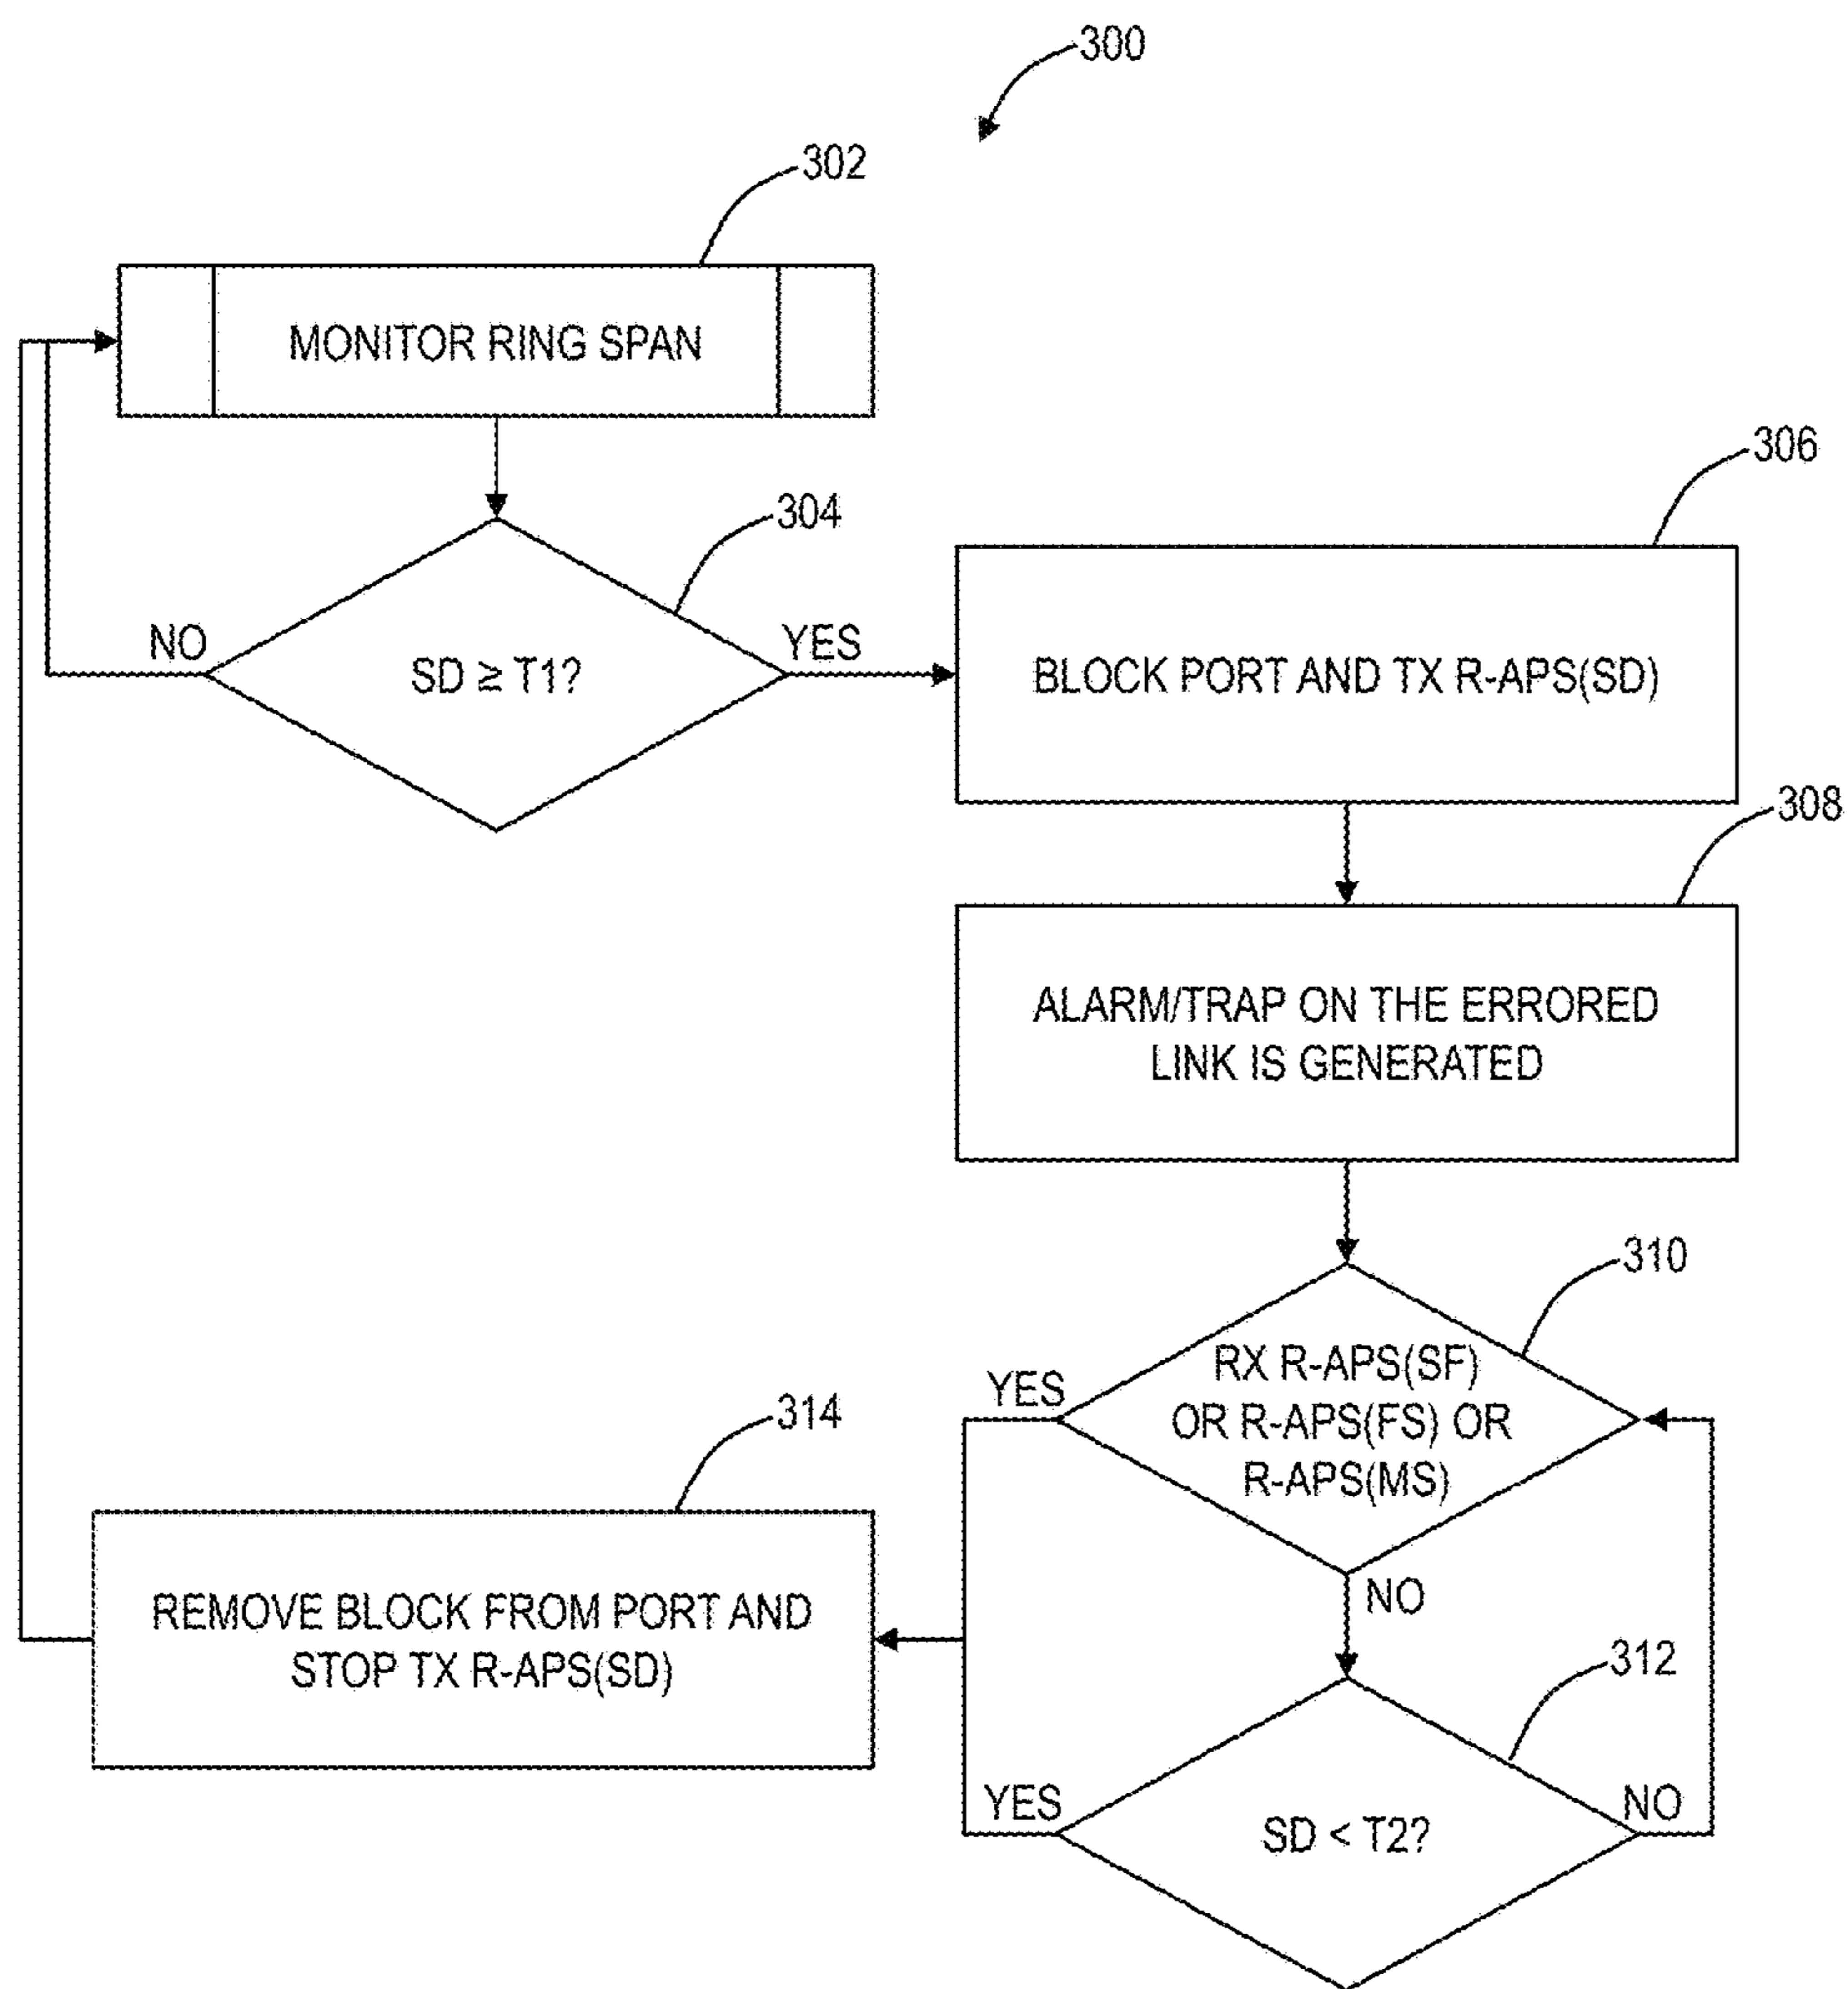 300
302
MONITOR RING SPAN
304
NO
SD ≥ T1?
YES
306
BLOCK PORT AND TX R-APS(SD)
308
ALARM/TRAP ON THE ERRORED
LINK IS GENERATED
310
YES
RX R-APS(SF)
OR R-APS(FS) OR
R-APS(MS)
NO
314
REMOVE BLOCK FROM PORT AND
STOP TX R-APS(SD)
312
YES
SD < T2?
NO